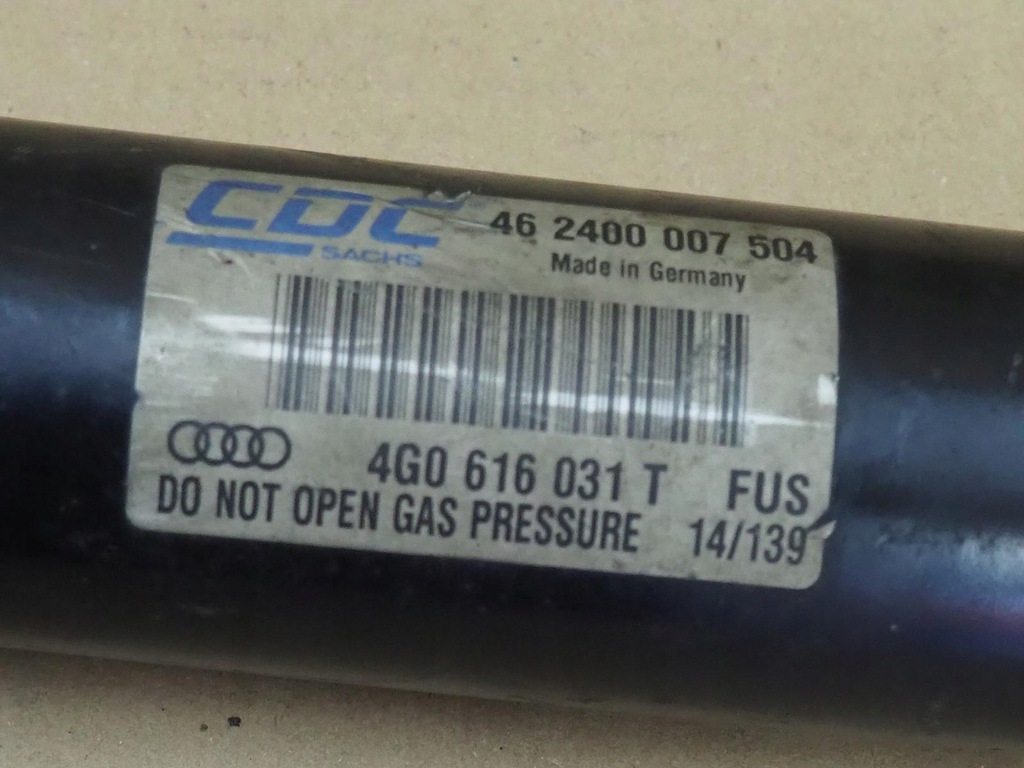 CDC 46 2400 007 504
SACHS Made in Germany
4G0 616 031 T FUS
DO NOT OPEN GAS PRESSURE 14/139